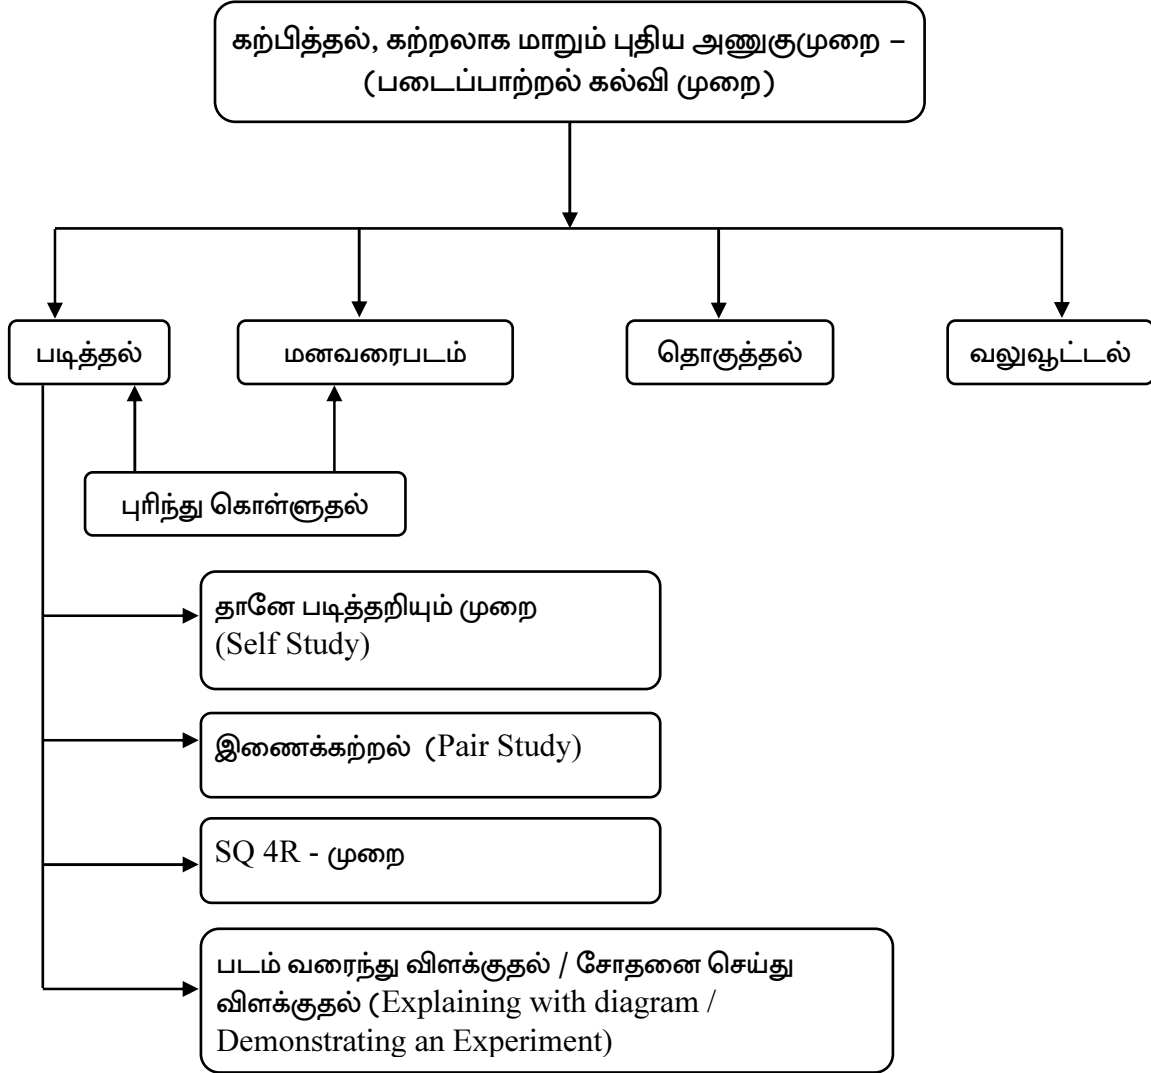 கற்பித்தல், கற்றலாக மாறும் புதிய அணுகுமுறை –
(படைப்பாற்றல் கல்வி முறை)
படித்தல்
மனவரைபடம்
தொகுத்தல்
வலுவூட்டல்
புரிந்து கொள்ளுதல்
தானே படித்தறியும் முறை
(Self Study)
இணைக்கற்றல் (Pair Study)
SQ 4R - முறை
படம் வரைந்து விளக்குதல் / சோதனை செய்து
விளக்குதல் (Explaining with diagram /
Demonstrating an Experiment)